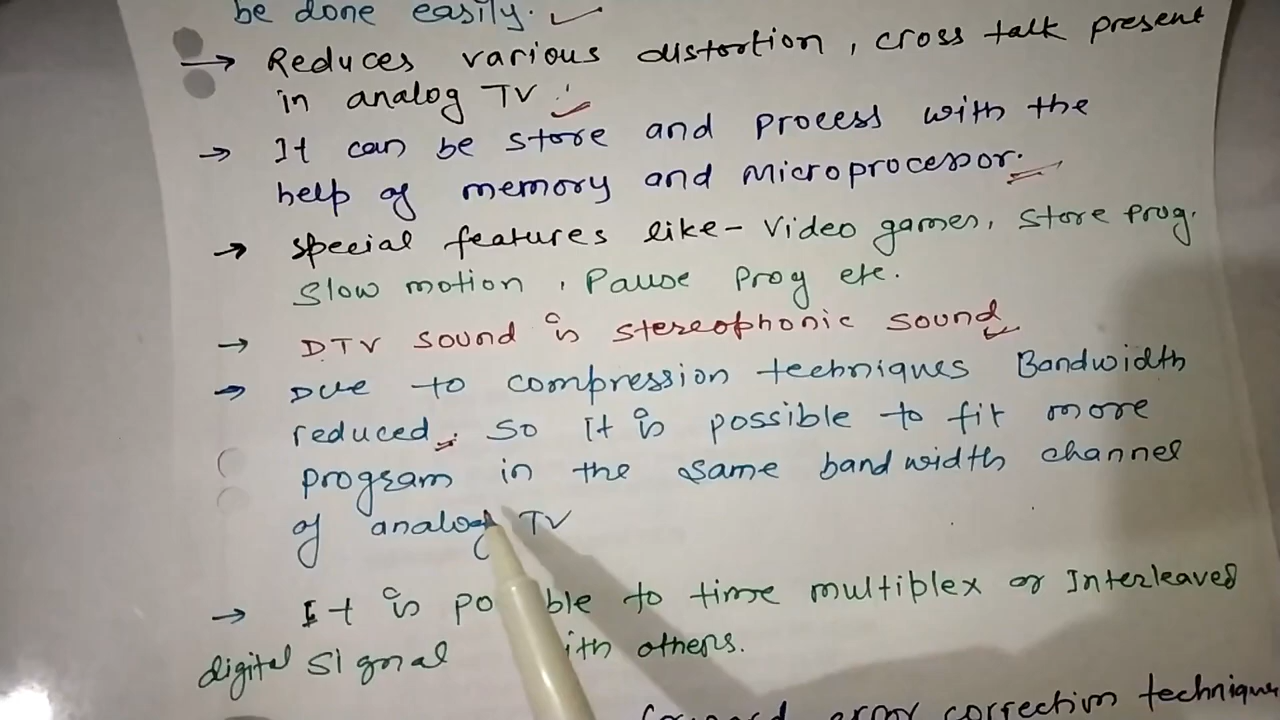 be done easily.
→ Reduces various distortion, cross talk present
in analog TV.
→ It can be store and process with the
help of memory and microprocessor.
→ special features like - Video games, Store prog.
Slow motion, Pause Prog etc.
→ DTV sound is stereophonic sound
→ Due to compression techniques Bandwidth
reduced. So It is possible to fit more
program in the same bandwidth channel
of analog TV
→ It is to time multiplex or Interleaved
digital signal others.
error correction technique